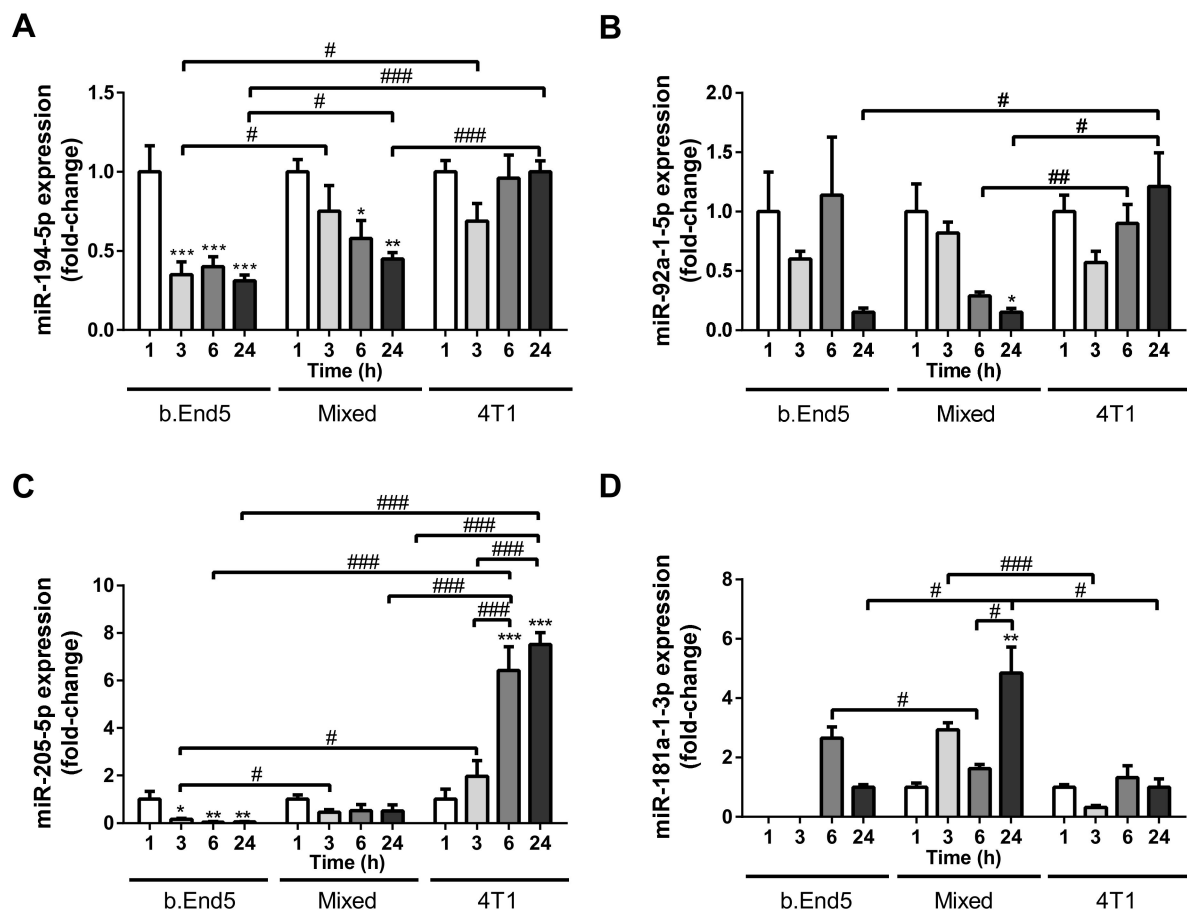 A
miR-194-5p expression
(fold-change)
1.5
1.0
0.5
0.0
#
###
#
#
###
*** *** ***
* **
1 3 6 24 1 3 6 24 1 3 6 24
Time (h)
b.End5 Mixed 4T1
B
miR-92a-1-5p expression
(fold-change)
2.0
1.5
1.0
0.5
0.0
#
#
##
*
1 3 6 24 1 3 6 24 1 3 6 24
Time (h)
b.End5 Mixed 4T1
C
miR-205-5p expression
(fold-change)
10
8
6
4
2
0
###
###
###
###
###
###
*** ***
#
#
* ** **
1 3 6 24 1 3 6 24 1 3 6 24
Time (h)
b.End5 Mixed 4T1
D
miR-181a-1-3p expression
(fold-change)
8
6
4
2
0
###
# #
#
**
#
1 3 6 24 1 3 6 24 1 3 6 24
Time (h)
b.End5 Mixed 4T1